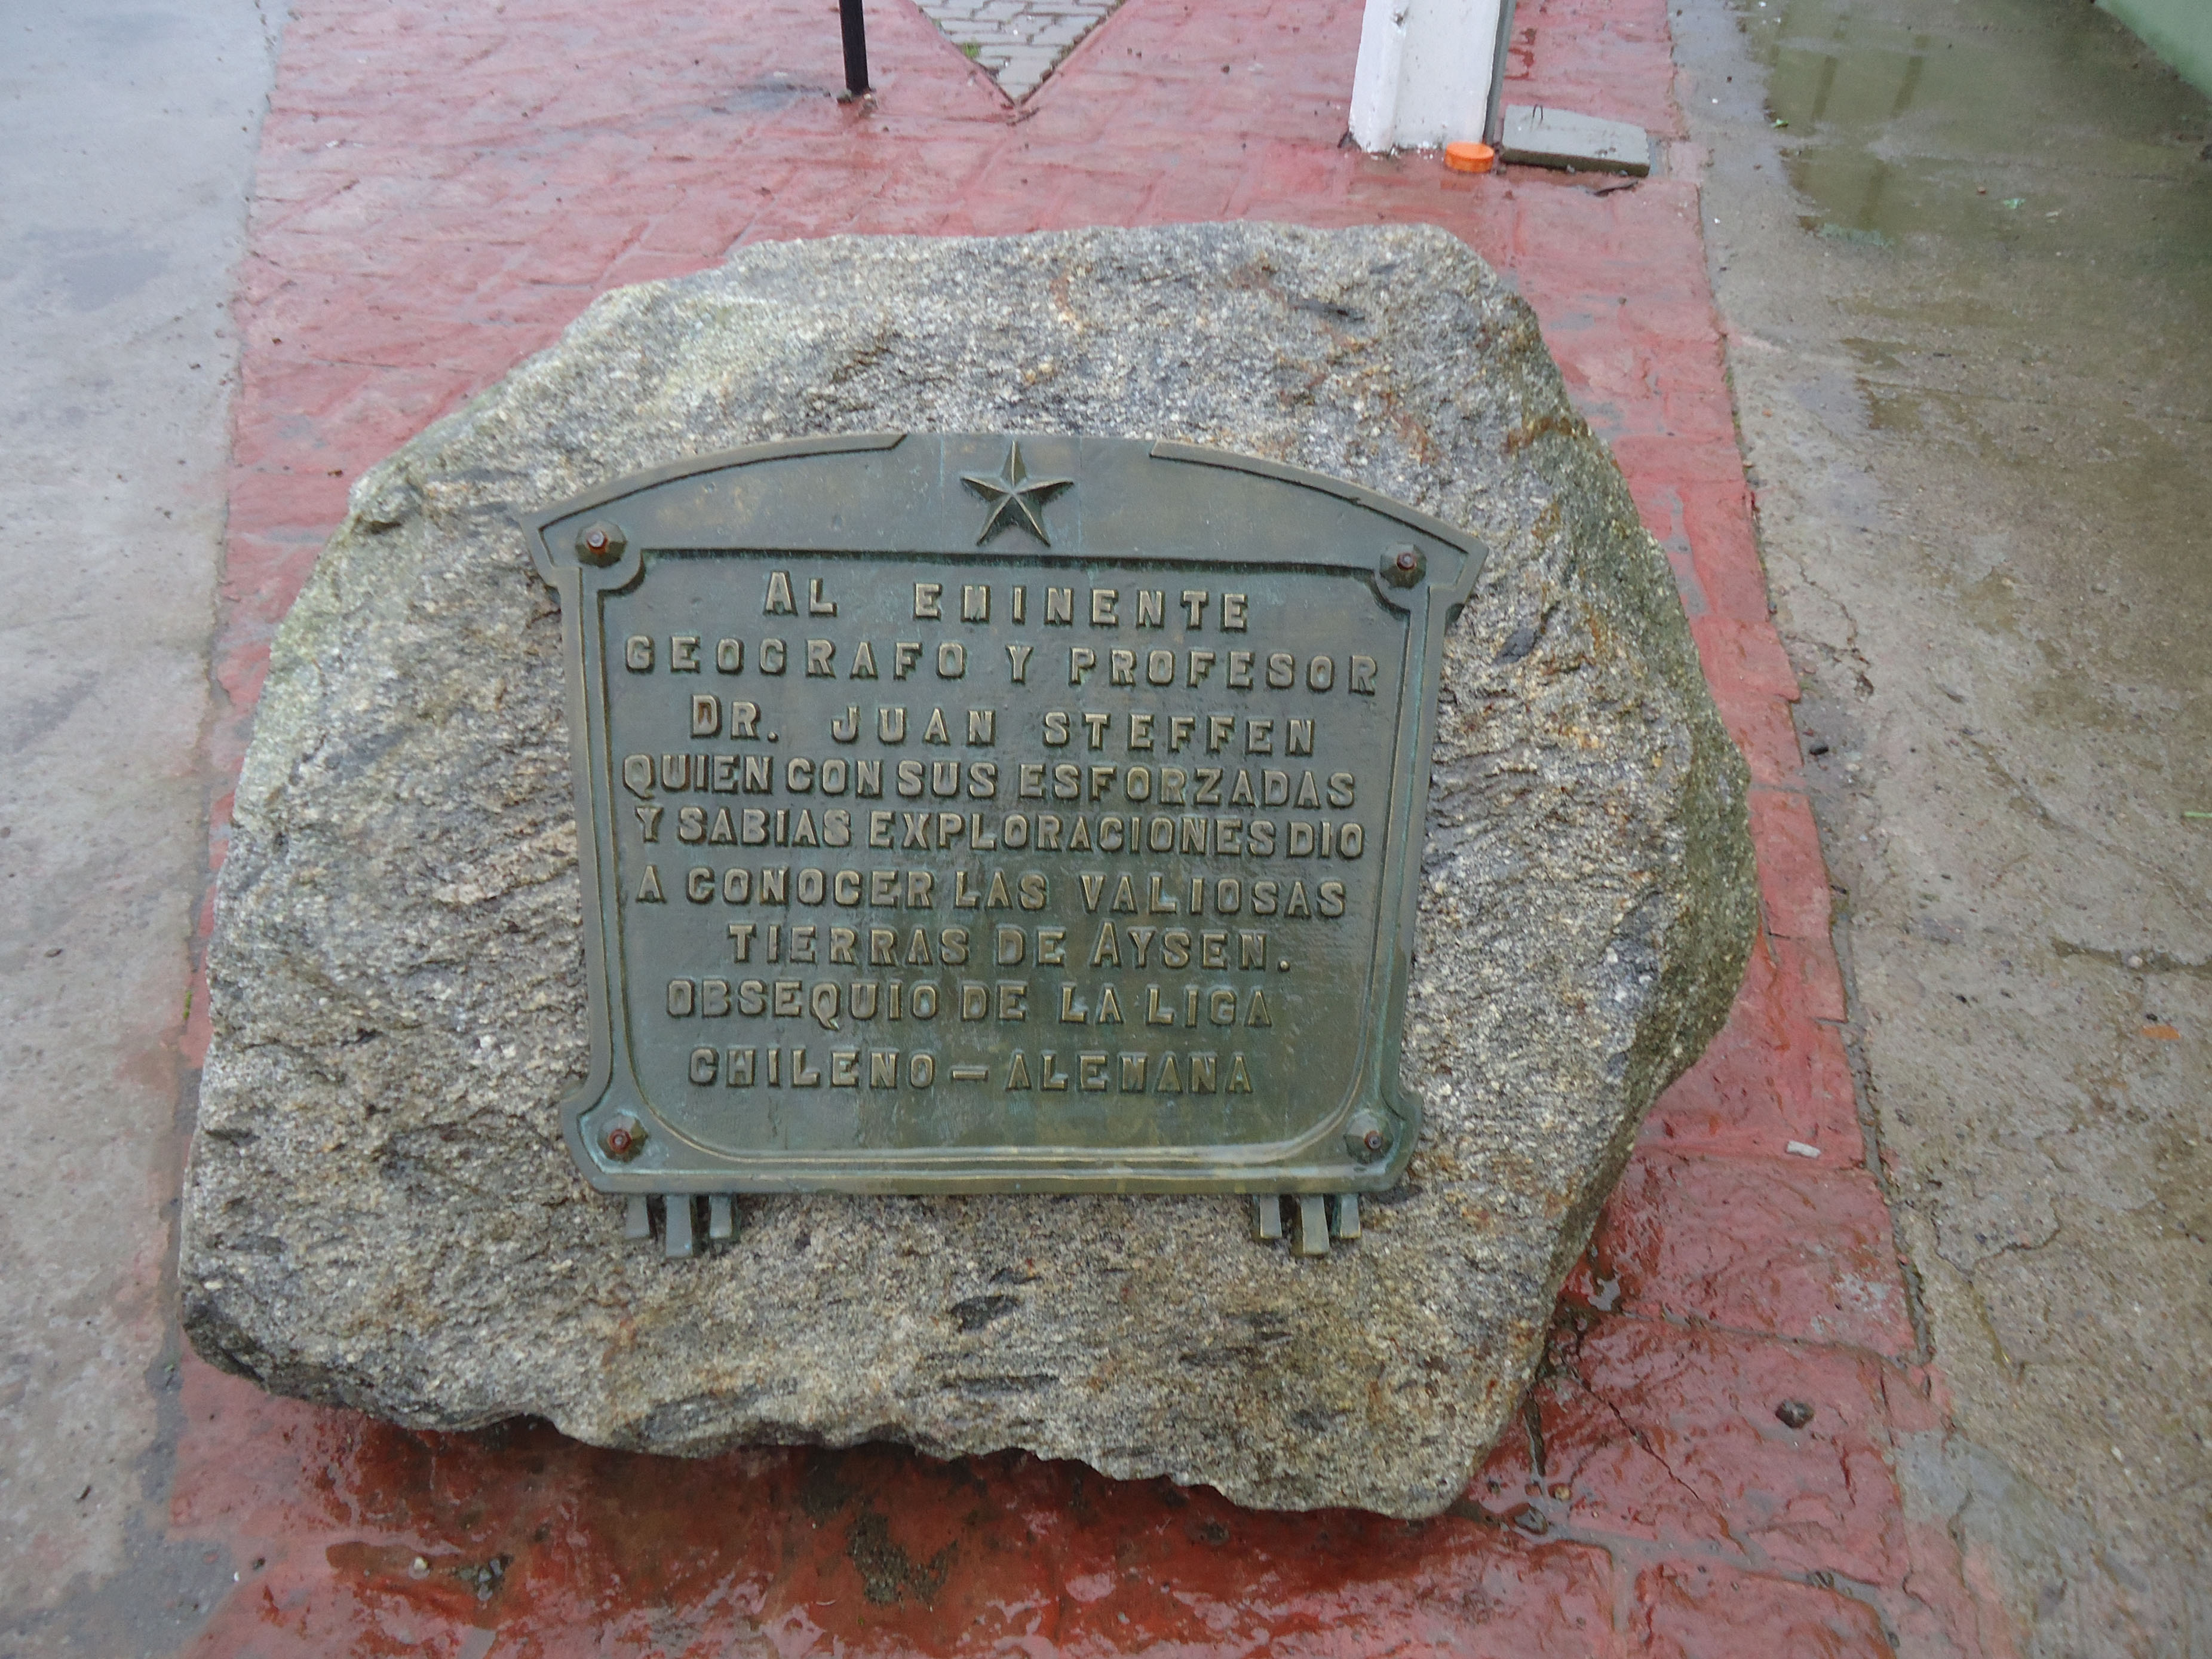 AL EMINENTE
GEOGRAFO Y PROFESOR
DR. JUAN STEFFEN
QUIEN CON SUS ESFORZADAS
Y SABIAS EXPLORACIONES DIO
A CONOCER LAS VALIOSAS
TIERRAS DE AYSEN.
OBSEQUIO DE LA LIGA
CHILENO - ALEMANA